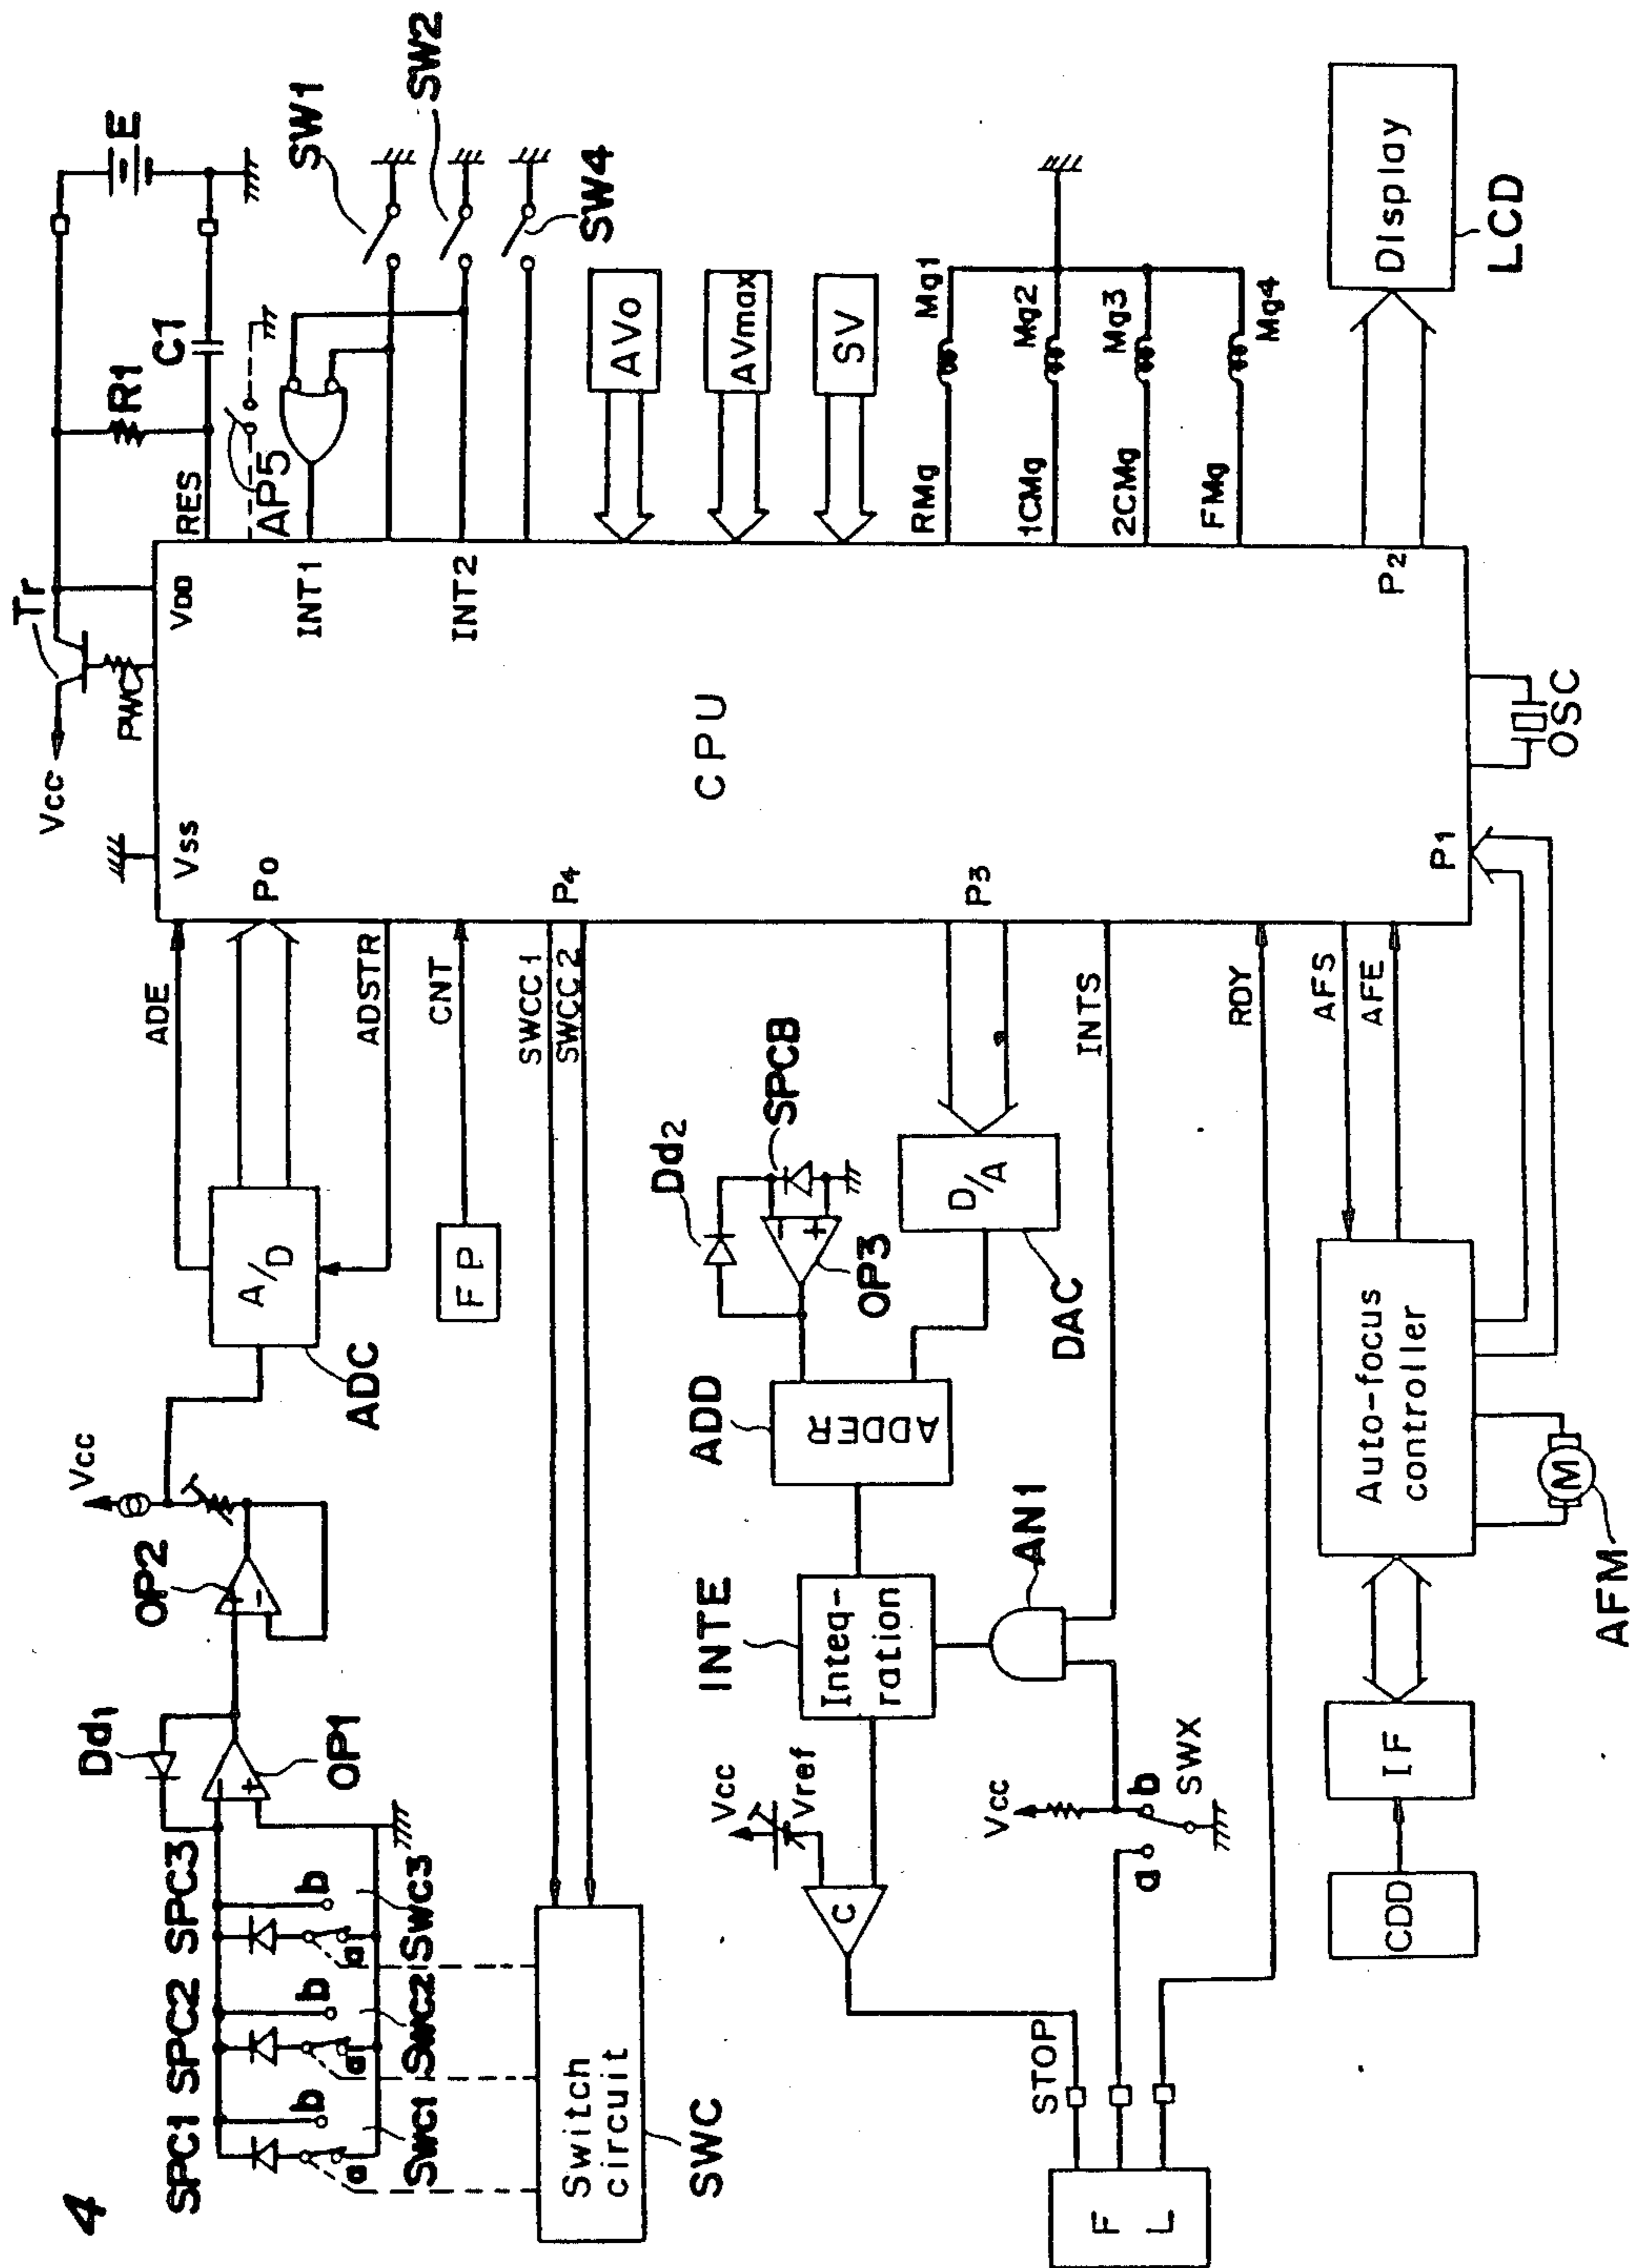 4
SPC1
SPC2
SPC3
Dd1
OP1
OP2
Vcc
a
b
a
b
a
b
SWC1
SWC2
SWC3
Switch
circuit
SWC
A/D
ADC
ADE
ADSTR
FP
CNT
SWCC1
SWCC2
Vss
P0
P4
P3
P1
P2
CPU
Vcc
Tr
PWC
VDD
RES
R1
C1
E
AP5
INT1
INT2
SW1
SW2
SW4
AVo
AVmax
SV
RMg
Mg1
1CMg
Mg2
2CMg
Mg3
FMg
Mg4
Display
LCD
OSC
Dd2
SPCB
-
+
OP3
D/A
DAC
ADD
ADDER
INTE
Integ-
ration
AN1
INTS
RDY
AFS
AFE
Vcc
Vref
C
Vcc
a
b
SWX
STOP
F
L
CDD
IF
Auto-focus
controller
M
AFM